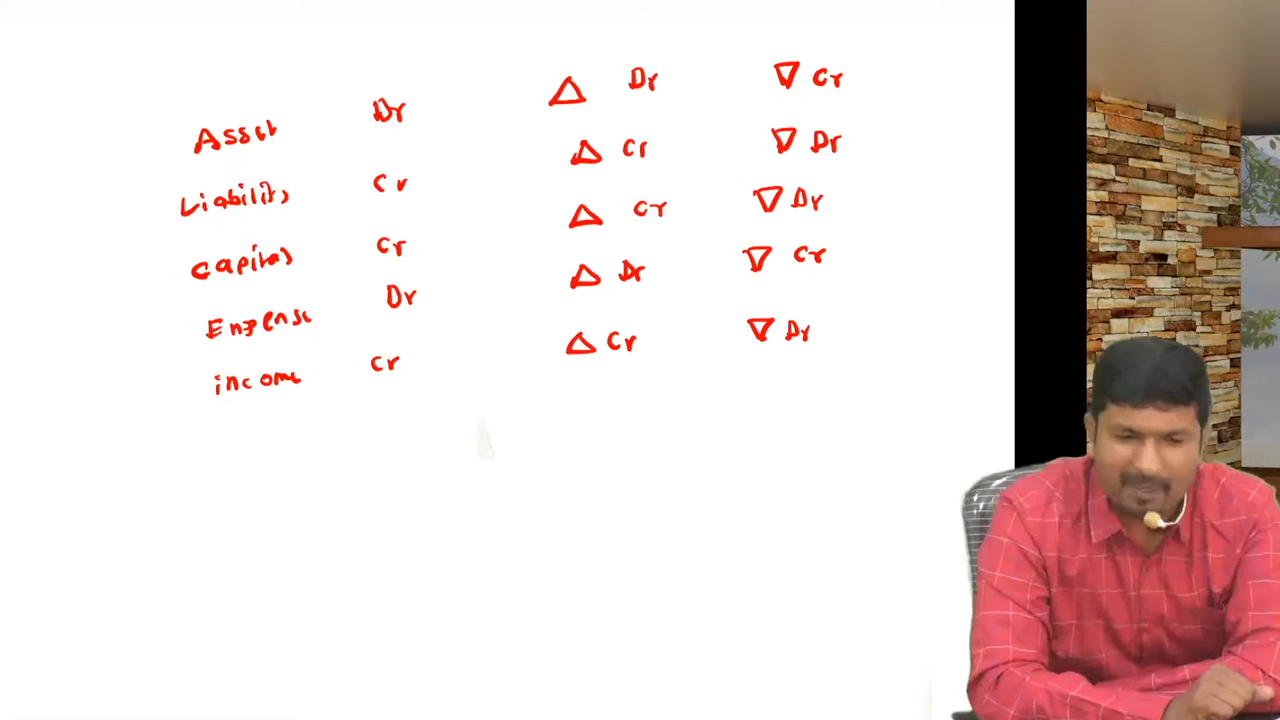 Asset Dr △ Dr ▽ Cr
Liability Cr △ Cr ▽ Dr
Capital Cr △ Cr ▽ Dr
Expense Dr △ Dr ▽ Cr
income Cr △ Cr ▽ Dr